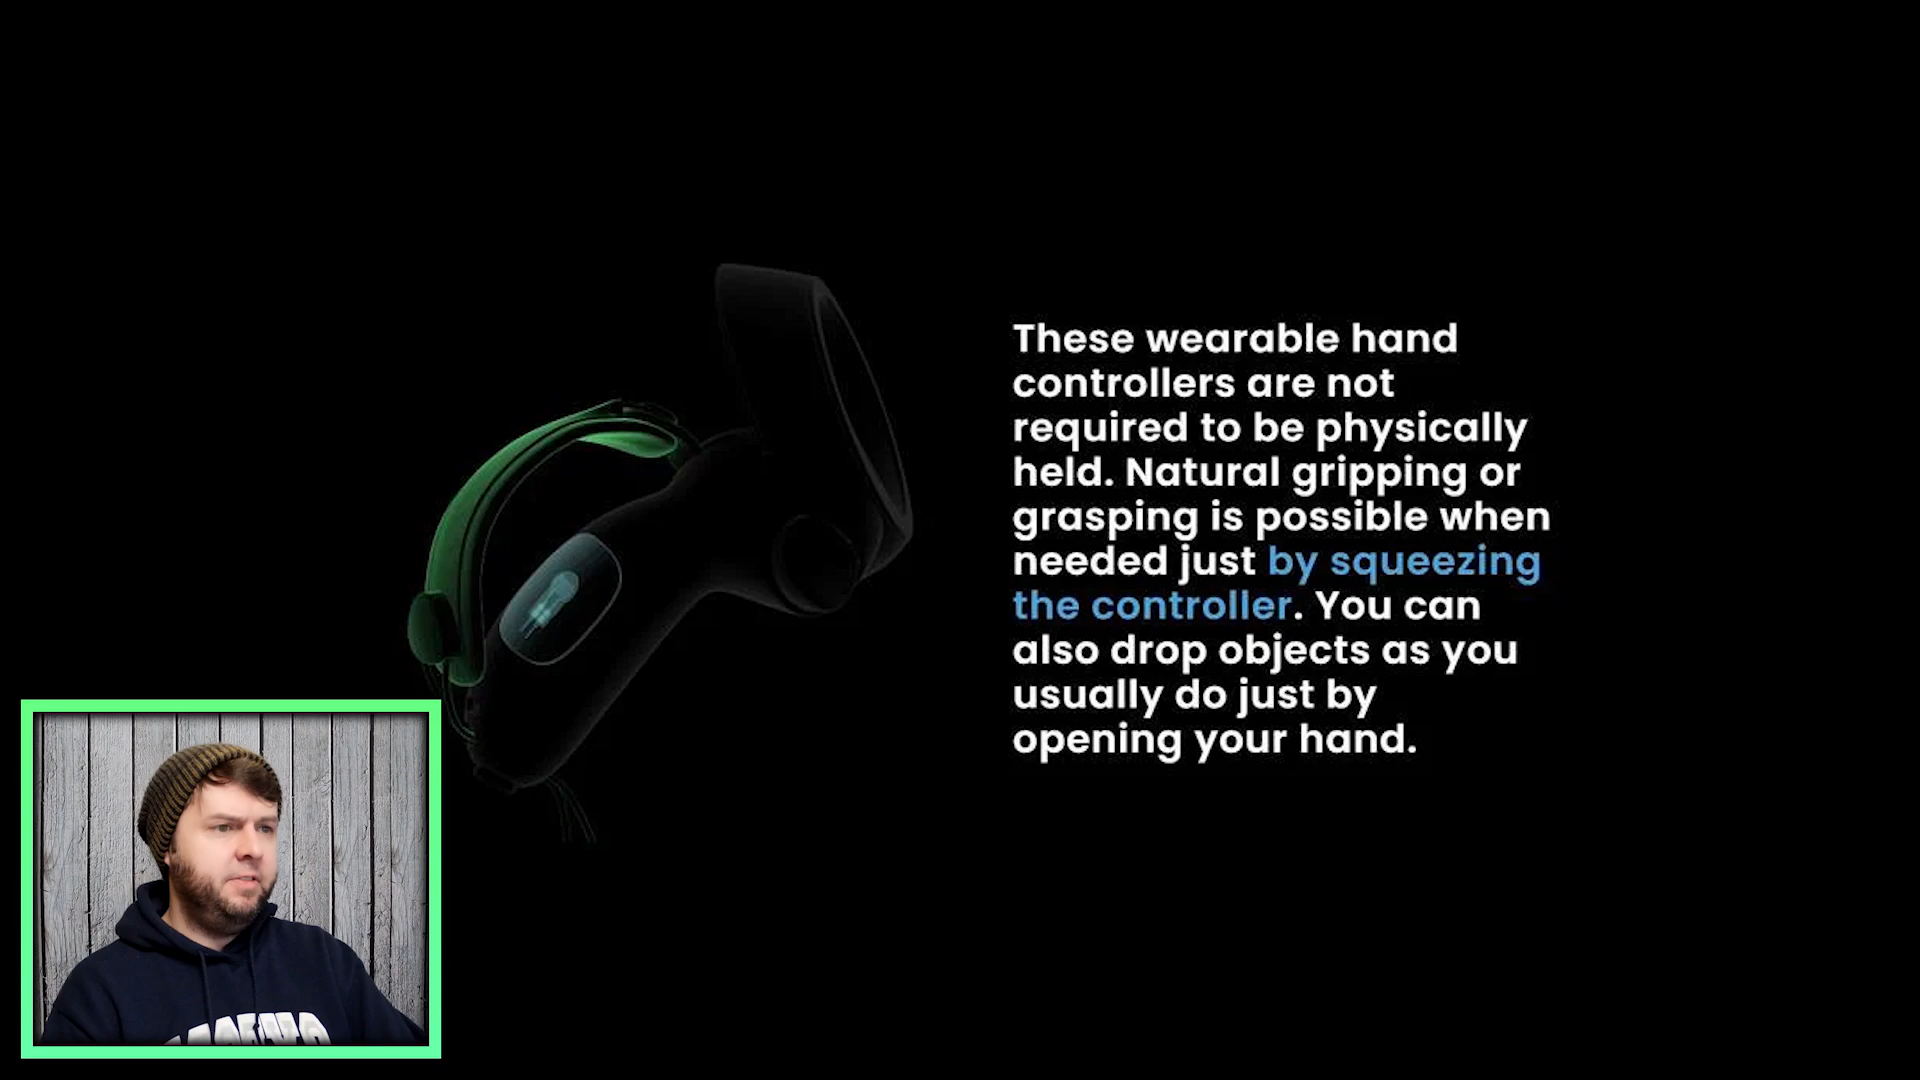 These wearable hand
controllers are not
required to be physically
held. Natural gripping or
grasping is possible when
needed just by squeezing
the controller. You can
also drop objects as you
usually do just by
opening your hand.